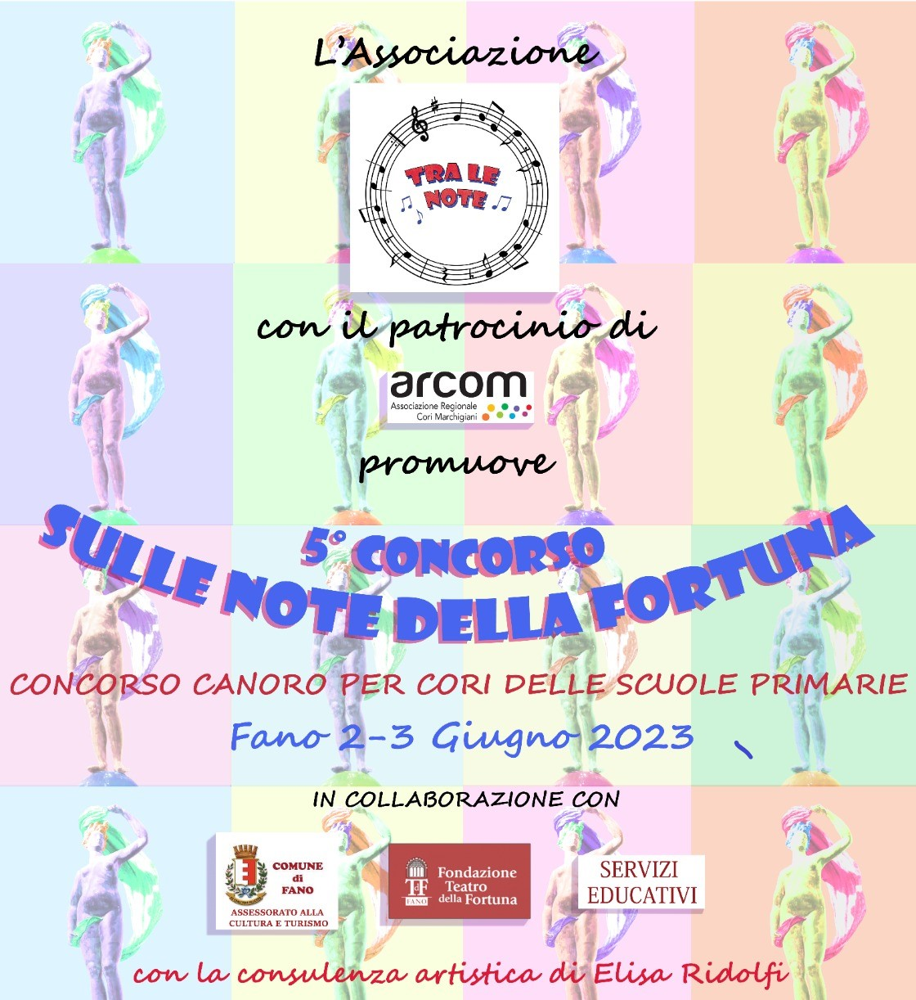 L'Associazione
TRA LE
NOTE
con il patrocinio di
arcom
Associazione Regionale
Cori Marchigiani
promuove
5° CONCORSO
SULLE NOTE DELLA FORTUNA
CONCORSO CANORO PER CORI DELLE SCUOLE PRIMARIE
Fano 2-3 Giugno 2023
IN COLLABORAZIONE CON
COMUNE
di
FANO
ASSESSORATO ALLA
CULTURA E TURISMO
TdF
FANO
Fondazione
Teatro
della Fortuna
SERVIZI
EDUCATIVI
con la consulenza artistica di Elisa Ridolfi